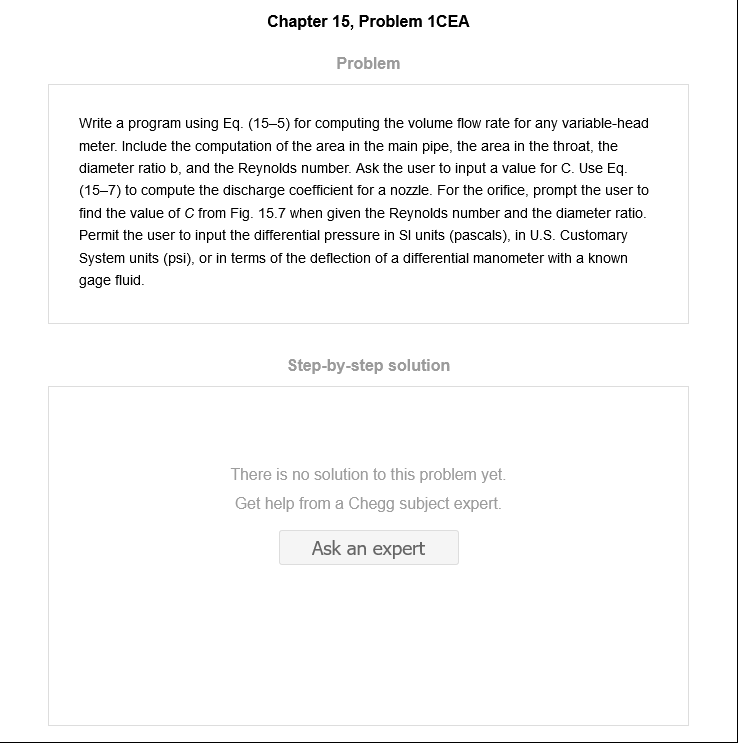 Chapter 15, Problem 1CEA
Problem
Write a program using Eq. (15–5) for computing the volume flow rate for any variable-head
meter. Include the computation of the area in the main pipe, the area in the throat, the
diameter ratio b, and the Reynolds number. Ask the user to input a value for C. Use Eq.
(15–7) to compute the discharge coefficient for a nozzle. For the orifice, prompt the user to
find the value of C from Fig. 15.7 when given the Reynolds number and the diameter ratio.
Permit the user to input the differential pressure in SI units (pascals), in U.S. Customary
System units (psi), or in terms of the deflection of a differential manometer with a known
gage fluid.
Step-by-step solution
There is no solution to this problem yet.
Get help from a Chegg subject expert.
Ask an expert